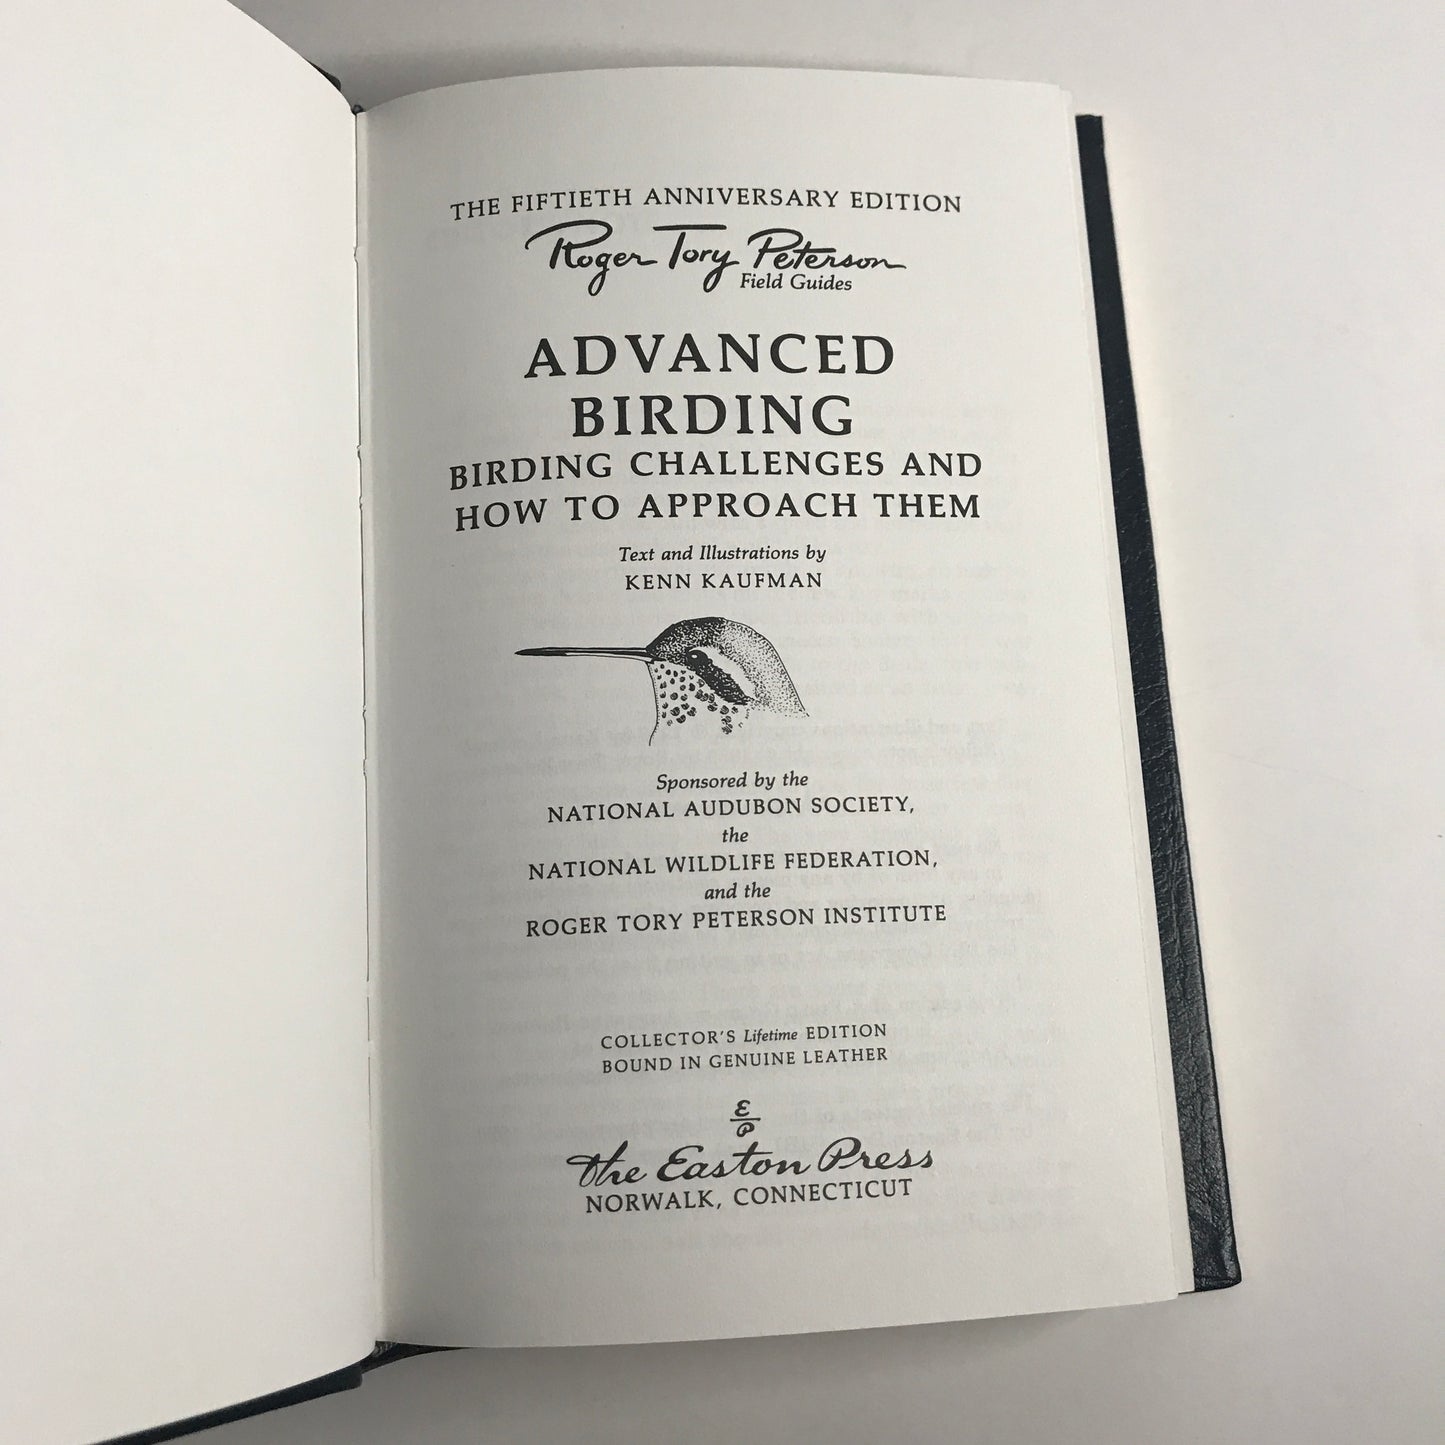 THE FIFTIETH ANNIVERSARY EDITION
Roger Tory Peterson
Field Guides
ADVANCED
BIRDING
BIRDING CHALLENGES AND
HOW TO APPROACH THEM
Text and Illustrations by
KENN KAUFMAN
Sponsored by the
NATIONAL AUDUBON SOCIETY,
the
NATIONAL WILDLIFE FEDERATION,
and the
ROGER TORY PETERSON INSTITUTE
COLLECTOR'S Lifetime EDITION
BOUND IN GENUINE LEATHER
E
P
The Easton Press
NORWALK, CONNECTICUT